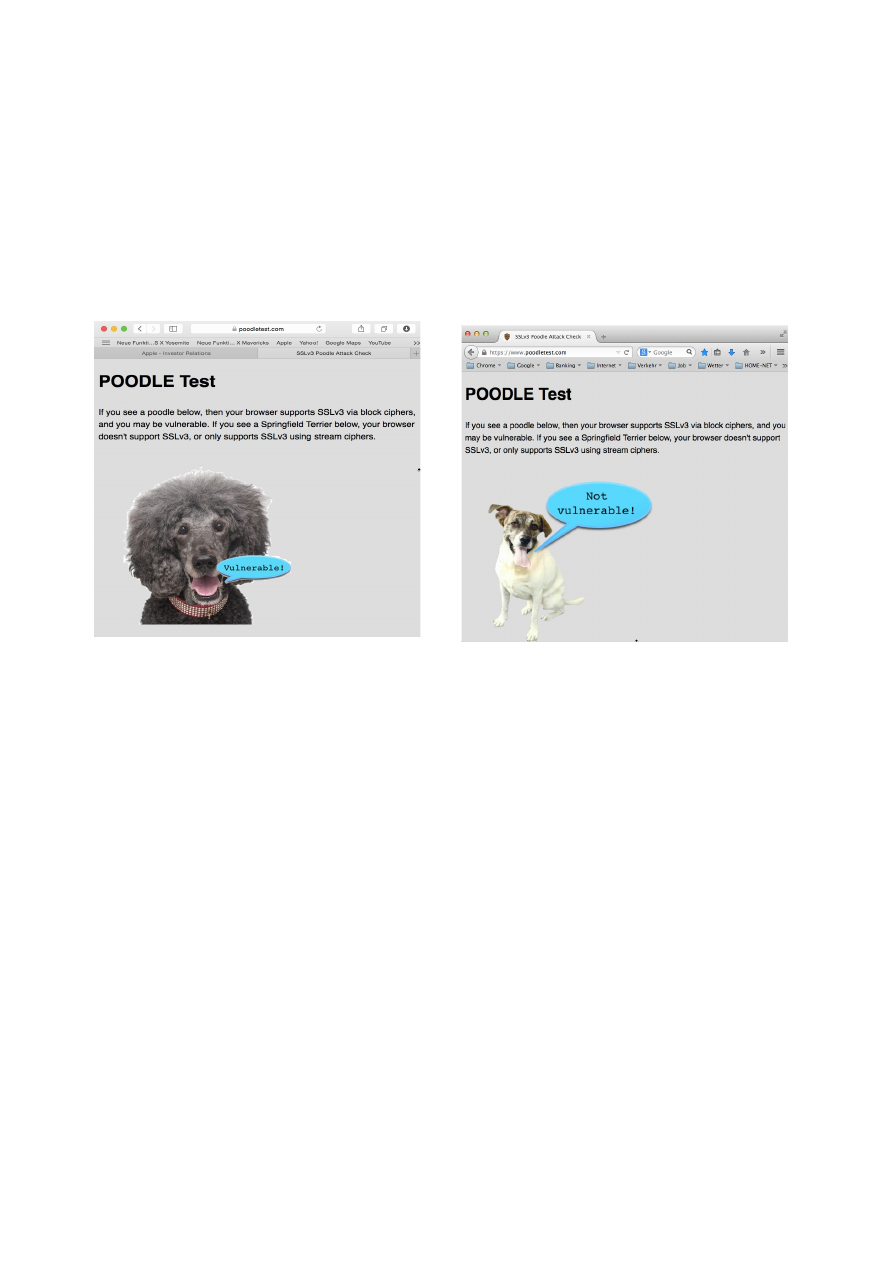 poodletest.com
Neue Funkti...S X Yosemite Neue Funkti... X Mavericks Apple Yahoo! Google Maps YouTube >>
Apple - Investor Relations SSLv3 Poodle Attack Check +
POODLE Test
If you see a poodle below, then your browser supports SSLv3 via block ciphers,
and you may be vulnerable. If you see a Springfield Terrier below, your browser
doesn't support SSLv3, or only supports SSLv3 using stream ciphers.
Vulnerable!
SSLv3 Poodle Attack Check
https://www.poodletest.com Google
Chrome Google Banking Internet Verkehr Job Wetter HOME-NET >>
POODLE Test
If you see a poodle below, then your browser supports SSLv3 via block ciphers, and you
may be vulnerable. If you see a Springfield Terrier below, your browser doesn't support
SSLv3, or only supports SSLv3 using stream ciphers.
Not
vulnerable!